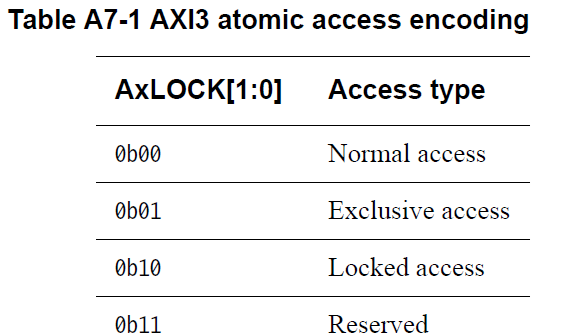 Table A7-1 AXI3 atomic access encoding
AxLOCK[1:0] Access type
0b00 Normal access
0b01 Exclusive access
0b10 Locked access
0b11 Reserved